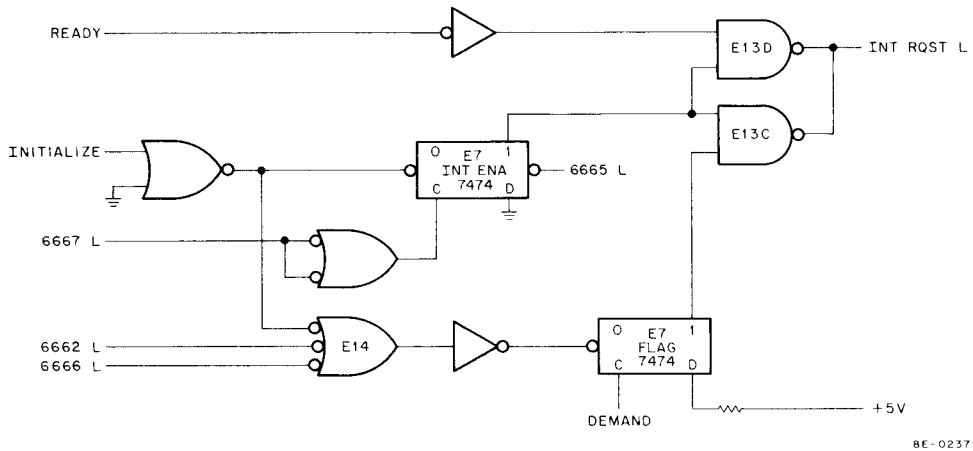 READY
E13D
INT RQST L
E13C
INITIALIZE
0 1
E7
INT ENA
7474
C D
6665 L
6667 L
6662 L
6666 L
E14
0 1
E7
FLAG
7474
C D
DEMAND
+5V
8E-0237